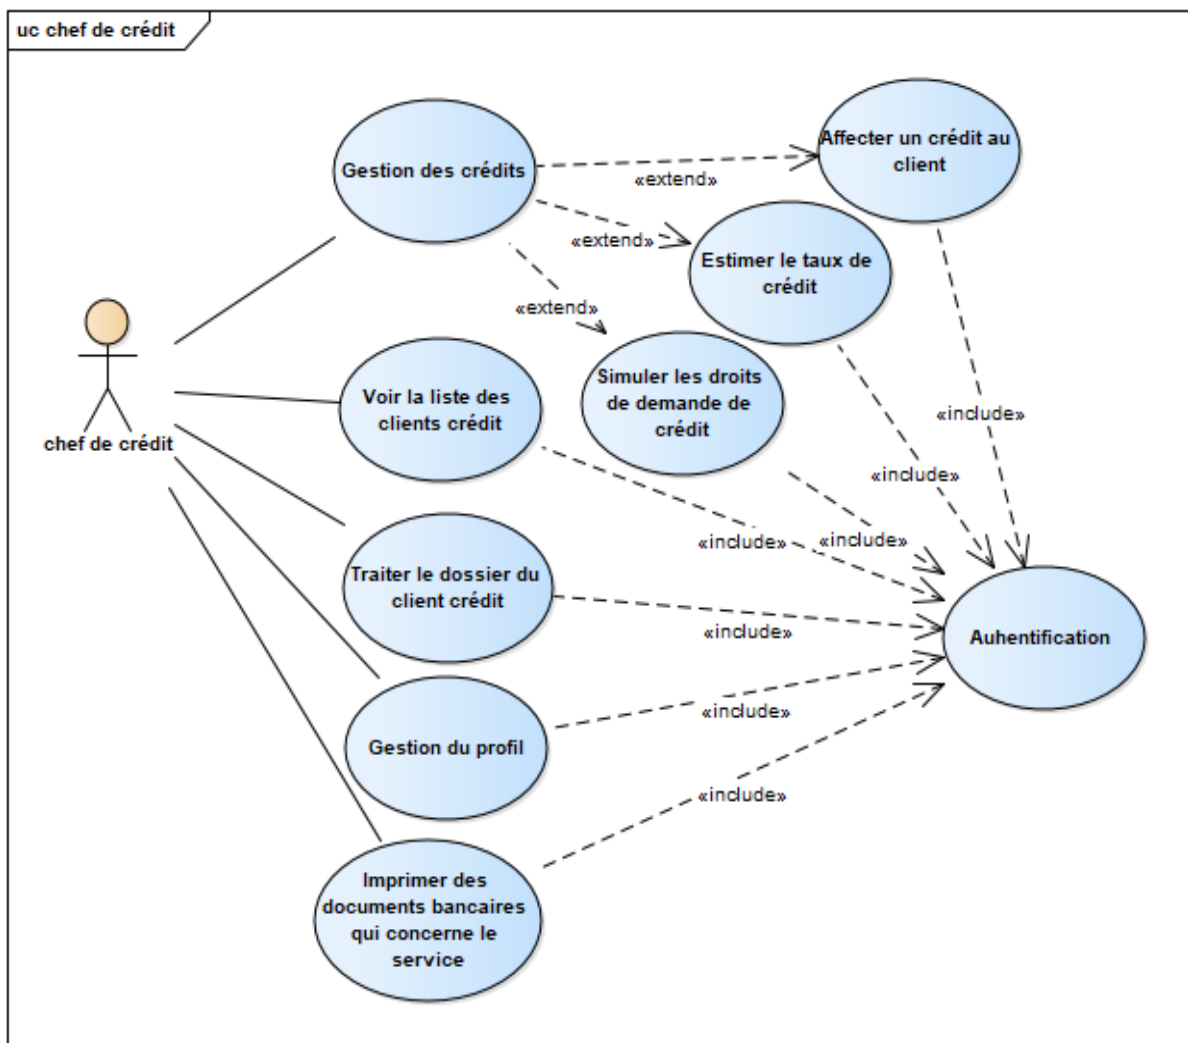 uc chef de crédit
Gestion des crédits
Affecter un crédit au
client
«extend»
«extend»
Estimer le taux de
crédit
«extend»
Simuler les droits
de demande de
crédit
Voir la liste des
clients crédit
chef de crédit
«include»
«include»
«include»
«include»
Traiter le dossier du
client crédit
«include»
Auhentification
Gestion du profil
«include»
«include»
Imprimer des
documents bancaires
qui concerne le
service